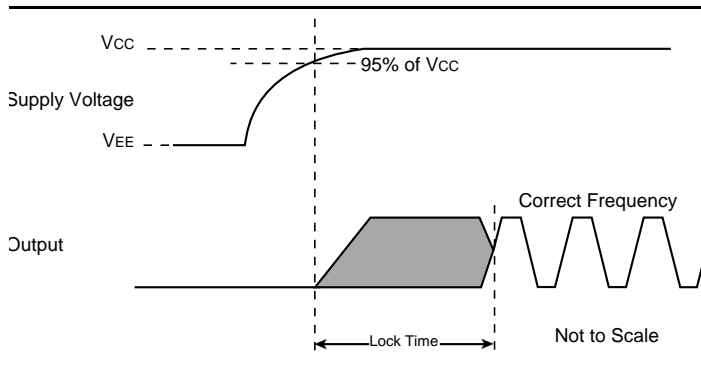 VCC
95% of VCC
Supply Voltage
VEE
Correct Frequency
Output
Lock Time
Not to Scale